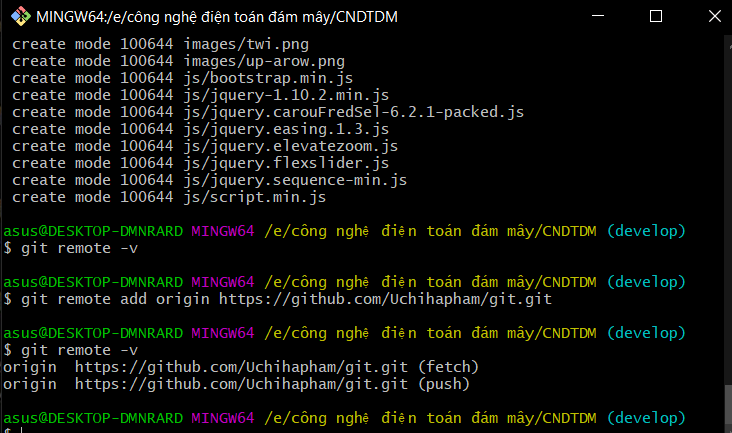 MINGW64:/e/công nghệ điện toán đám mây/CNDTDM
create mode 100644 images/twi.png
create mode 100644 images/up-arow.png
create mode 100644 js/bootstrap.min.js
create mode 100644 js/jquery-1.10.2.min.js
create mode 100644 js/jquery.carouFredSel-6.2.1-packed.js
create mode 100644 js/jquery.easing.1.3.js
create mode 100644 js/jquery.elevatezoom.js
create mode 100644 js/jquery.flexslider.js
create mode 100644 js/jquery.sequence-min.js
create mode 100644 js/script.min.js
asus@DESKTOP-DMNRARD MINGW64 /e/công nghệ điện toán đám mây/CNDTDM (develop)
$ git remote -v
asus@DESKTOP-DMNRARD MINGW64 /e/công nghệ điện toán đám mây/CNDTDM (develop)
$ git remote add origin https://github.com/Uchihapham/git.git
asus@DESKTOP-DMNRARD MINGW64 /e/công nghệ điện toán đám mây/CNDTDM (develop)
$ git remote -v
origin  https://github.com/Uchihapham/git.git (fetch)
origin  https://github.com/Uchihapham/git.git (push)
asus@DESKTOP-DMNRARD MINGW64 /e/công nghệ điện toán đám mây/CNDTDM (develop)
$